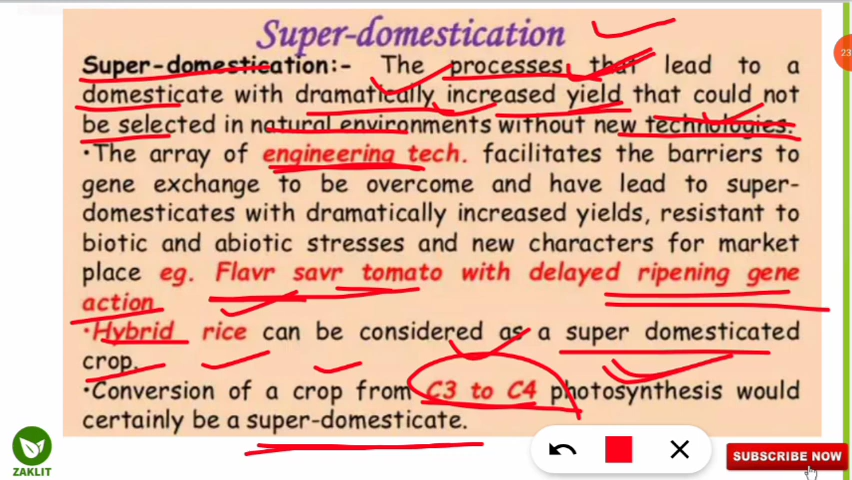 Super-domestication
Super-domestication:- The processes that lead to a
domesticate with dramatically increased yield that could not
be selected in natural environments without new technologies.
•The array of engineering tech. facilitates the barriers to
gene exchange to be overcome and have lead to super-
domesticates with dramatically increased yields, resistant to
biotic and abiotic stresses and new characters for market
place eg. Flavr savr tomato with delayed ripening gene
action
•Hybrid rice can be considered as a super domesticated
crop.
•Conversion of a crop from C3 to C4 photosynthesis would
certainly be a super-domesticate.
23
ZAKLIT
SUBSCRIBE NOW